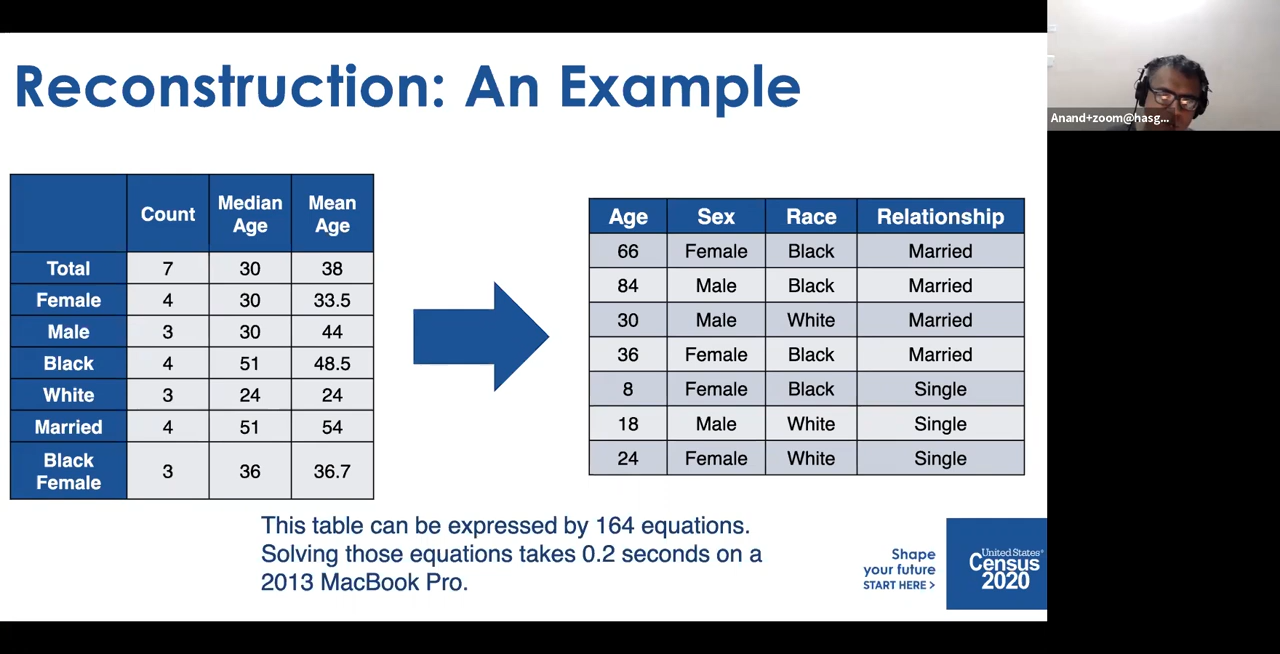 Reconstruction: An Example
Anand+zoom@hasg...
Count Median Age Mean Age
Total 7 30 38
Female 4 30 33.5
Male 3 30 44
Black 4 51 48.5
White 3 24 24
Married 4 51 54
Black Female 3 36 36.7
Age Sex Race Relationship
66 Female Black Married
84 Male Black Married
30 Male White Married
36 Female Black Married
8 Female Black Single
18 Male White Single
24 Female White Single
This table can be expressed by 164 equations.
Solving those equations takes 0.2 seconds on a
2013 MacBook Pro.
Shape
your future
START HERE >
United States®
Census
2020